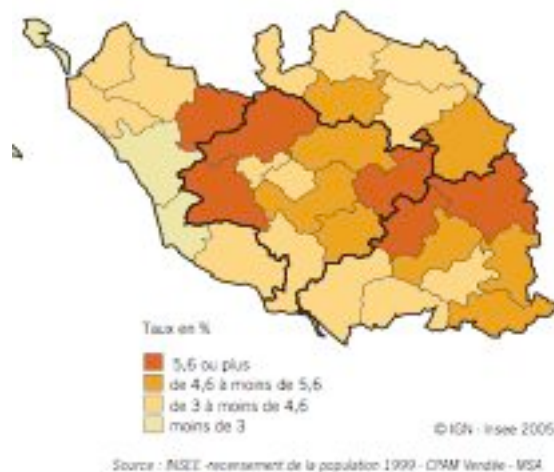 Taux en %
5,6 ou plus
de 4,6 à moins de 5,6
de 3 à moins de 4,6
moins de 3
© IGN - Insee 2005
Source : INSEE -recensement de la population 1999 - CPAM Vendée - MSA